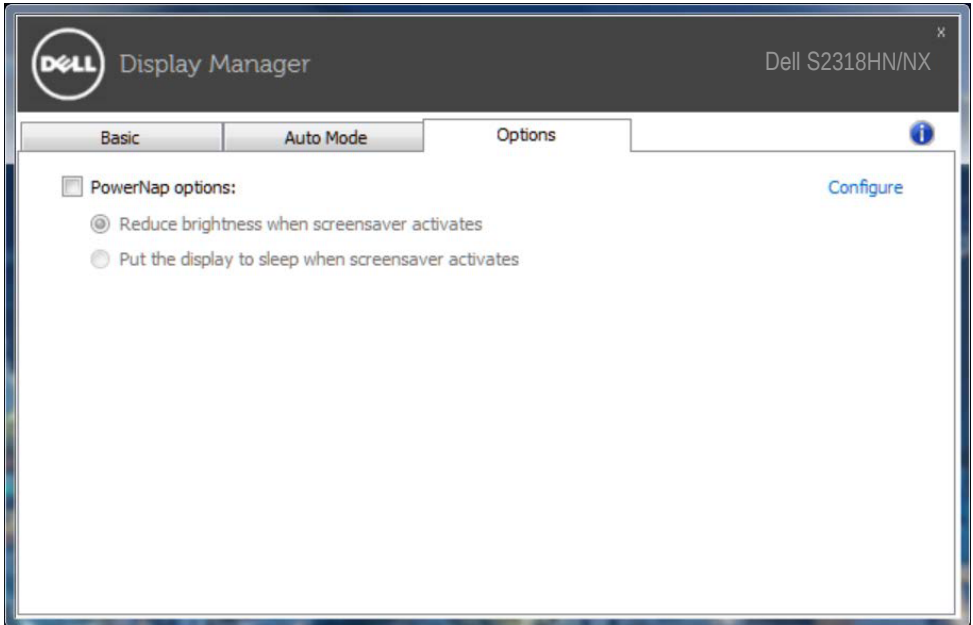 x
DELL Display Manager
Dell S2318HN/NX
Basic Auto Mode Options i
PowerNap options: Configure
Reduce brightness when screensaver activates
Put the display to sleep when screensaver activates